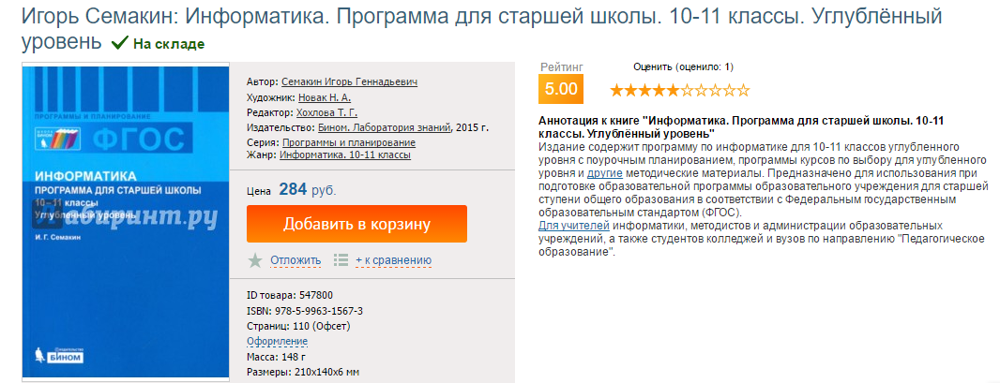 Игорь Семакин: Информатика. Программа для старшей школы. 10-11 классы. Углублённый
уровень На складе
ПРОГРАММЫ И ПЛАНИРОВАНИЕ
ФГОС
ИНФОРМАТИКА
ПРОГРАММА ДЛЯ СТАРШЕЙ ШКОЛЫ
10–11 классы
Углубленный уровень
Лабиринт.ру
И. Г. Семакин
Издательство
БИНОМ
Автор: Семакин Игорь Геннадьевич
Художник: Новак Н. А.
Редактор: Хохлова Т. Г.
Издательство: Бином. Лаборатория знаний, 2015 г.
Серия: Программы и планирование
Жанр: Информатика. 10-11 классы
Цена 284 руб.
Добавить в корзину
Отложить + к сравнению
ID товара: 547800
ISBN: 978-5-9963-1567-3
Страниц: 110 (Офсет)
Оформление
Масса: 148 г
Размеры: 210x140x6 мм
Рейтинг Оценить (оценило: 1)
5.00
Аннотация к книге "Информатика. Программа для старшей школы. 10-11
классы. Углублённый уровень"
Издание содержит программу по информатике для 10-11 классов углубленного
уровня с поурочным планированием, программы курсов по выбору для углубленного
уровня и другие методические материалы. Предназначено для использования при
подготовке образовательной программы образовательного учреждения для старшей
ступени общего образования в соответствии с Федеральным государственным
образовательным стандартом (ФГОС).
Для учителей информатики, методистов и администрации образовательных
учреждений, а также студентов колледжей и вузов по направлению "Педагогическое
образование".